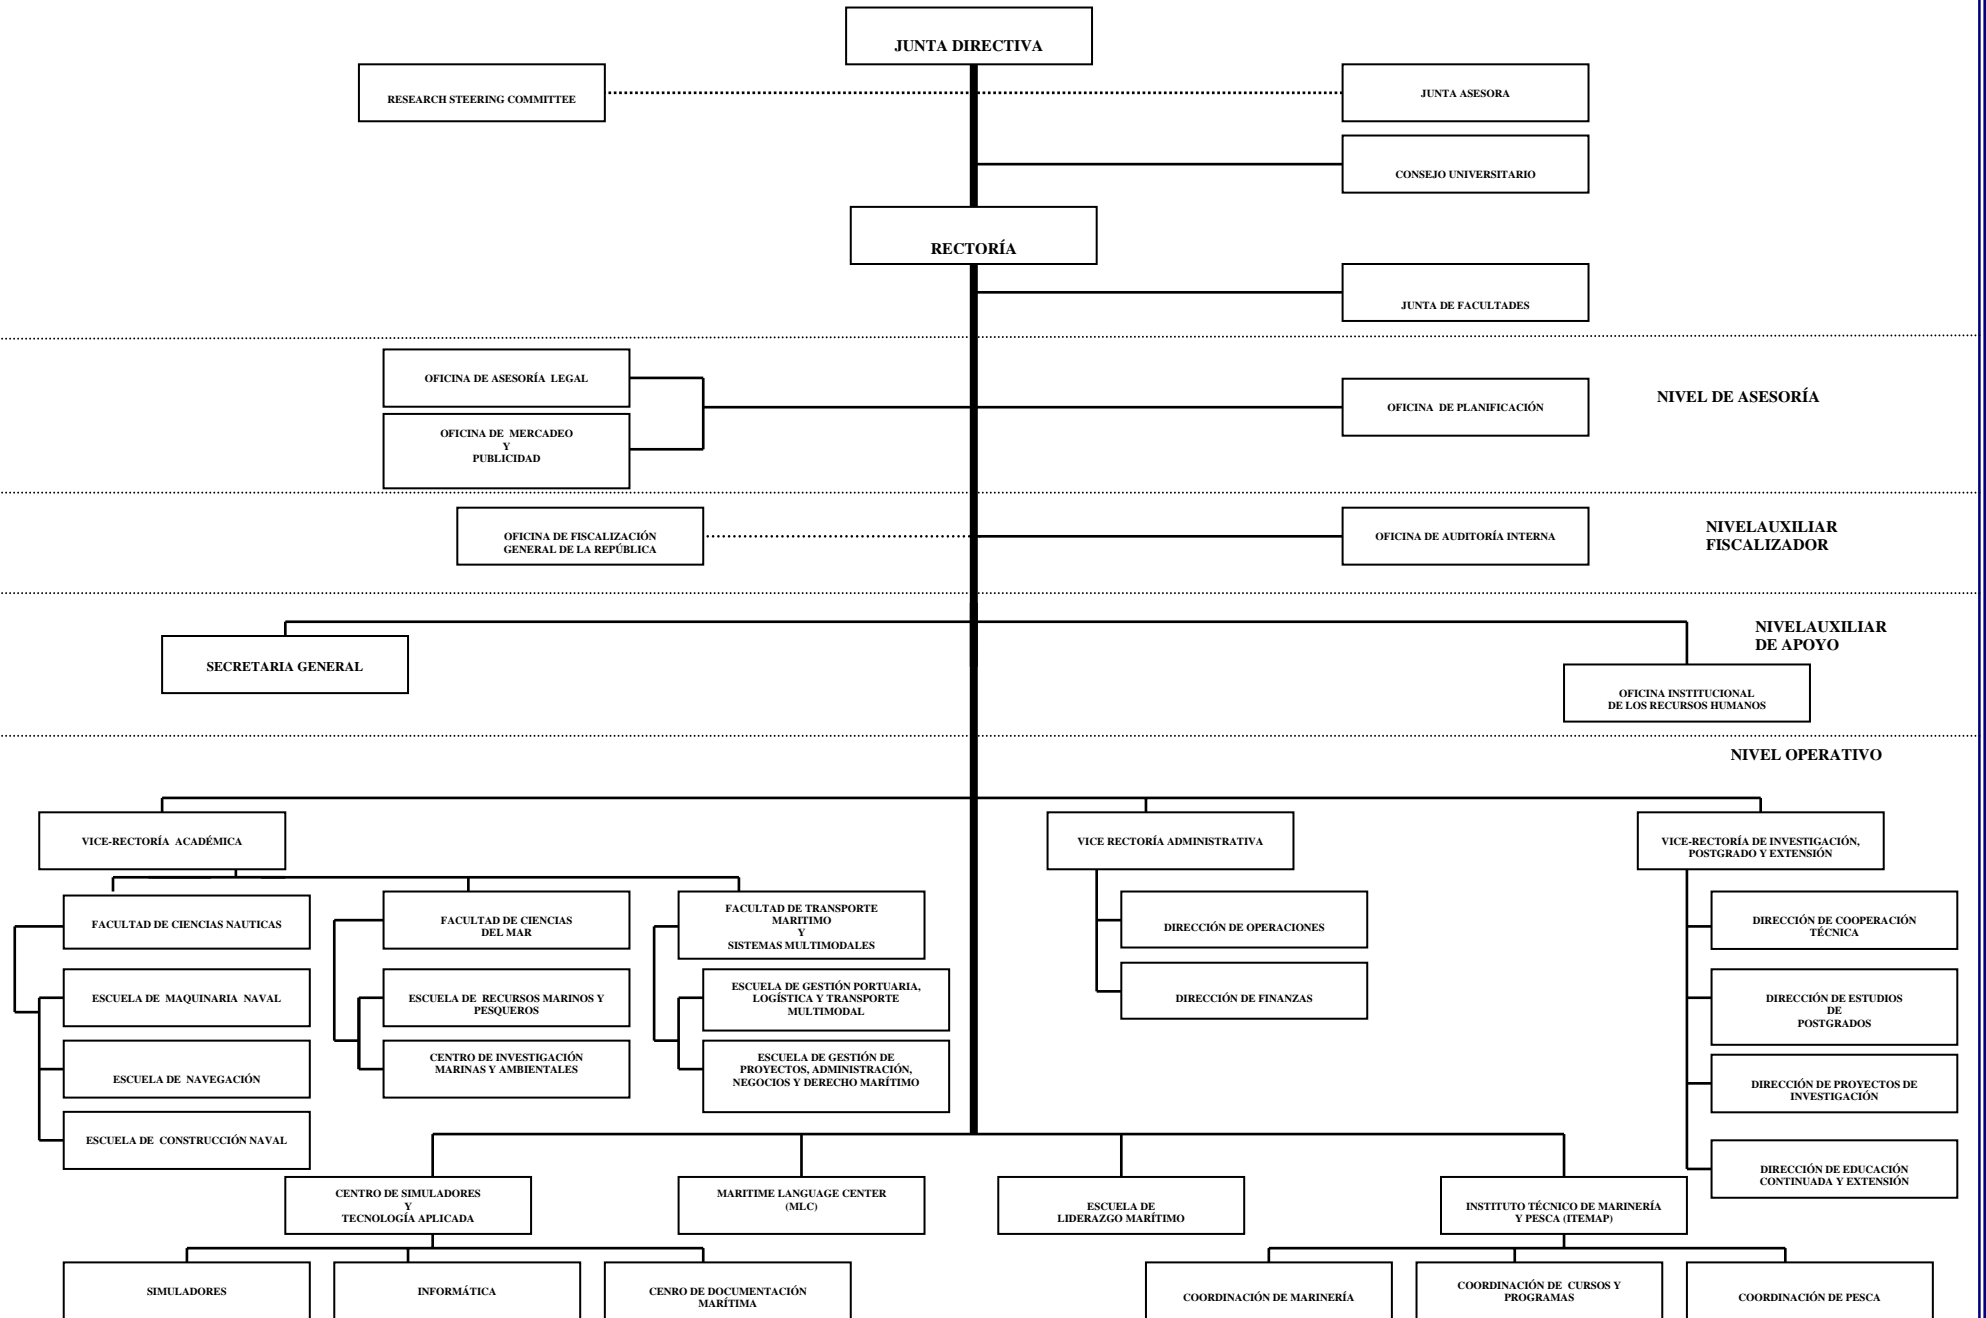 JUNTA DIRECTIVA
RESEARCH STEERING COMMITTEE
JUNTA ASESORA
CONSEJO UNIVERSITARIO
RECTORÍA
JUNTA DE FACULTADES
OFICINA DE ASESORÍA LEGAL
OFICINA DE MERCADEO
Y
PUBLICIDAD
OFICINA DE PLANIFICACIÓN
NIVEL DE ASESORÍA
OFICINA DE FISCALIZACIÓN
GENERAL DE LA REPÚBLICA
OFICINA DE AUDITORÍA INTERNA
NIVELAUXILIAR
FISCALIZADOR
SECRETARIA GENERAL
NIVELAUXILIAR
DE APOYO
OFICINA INSTITUCIONAL
DE LOS RECURSOS HUMANOS
NIVEL OPERATIVO
VICE-RECTORÍA ACADÉMICA
VICE RECTORÍA ADMINISTRATIVA
VICE-RECTORÍA DE INVESTIGACIÓN,
POSTGRADO Y EXTENSIÓN
FACULTAD DE CIENCIAS NAUTICAS
FACULTAD DE CIENCIAS
DEL MAR
FACULTAD DE TRANSPORTE
MARITIMO
Y
SISTEMAS MULTIMODALES
DIRECCIÓN DE OPERACIONES
DIRECCIÓN DE COOPERACIÓN
TÉCNICA
ESCUELA DE MAQUINARIA NAVAL
ESCUELA DE RECURSOS MARINOS Y
PESQUEROS
ESCUELA DE GESTIÓN PORTUARIA,
LOGÍSTICA Y TRANSPORTE
MULTIMODAL
DIRECCIÓN DE FINANZAS
DIRECCIÓN DE ESTUDIOS
DE
POSTGRADOS
ESCUELA DE NAVEGACIÓN
CENTRO DE INVESTIGACIÓN
MARINAS Y AMBIENTALES
ESCUELA DE GESTIÓN DE
PROYECTOS, ADMINISTRACIÓN,
NEGOCIOS Y DERECHO MARÍTIMO
DIRECCIÓN DE PROYECTOS DE
INVESTIGACIÓN
ESCUELA DE CONSTRUCCIÓN NAVAL
DIRECCIÓN DE EDUCACIÓN
CONTINUADA Y EXTENSIÓN
CENTRO DE SIMULADORES
Y
TECNOLOGÍA APLICADA
MARITIME LANGUAGE CENTER
(MLC)
ESCUELA DE
LIDERAZGO MARÍTIMO
INSTITUTO TÉCNICO DE MARINERÍA
Y PESCA (ITEMAP)
SIMULADORES
INFORMÁTICA
CENRO DE DOCUMENTACIÓN
MARÍTIMA
COORDINACIÓN DE MARINERÍA
COORDINACIÓN DE CURSOS Y
PROGRAMAS
COORDINACIÓN DE PESCA